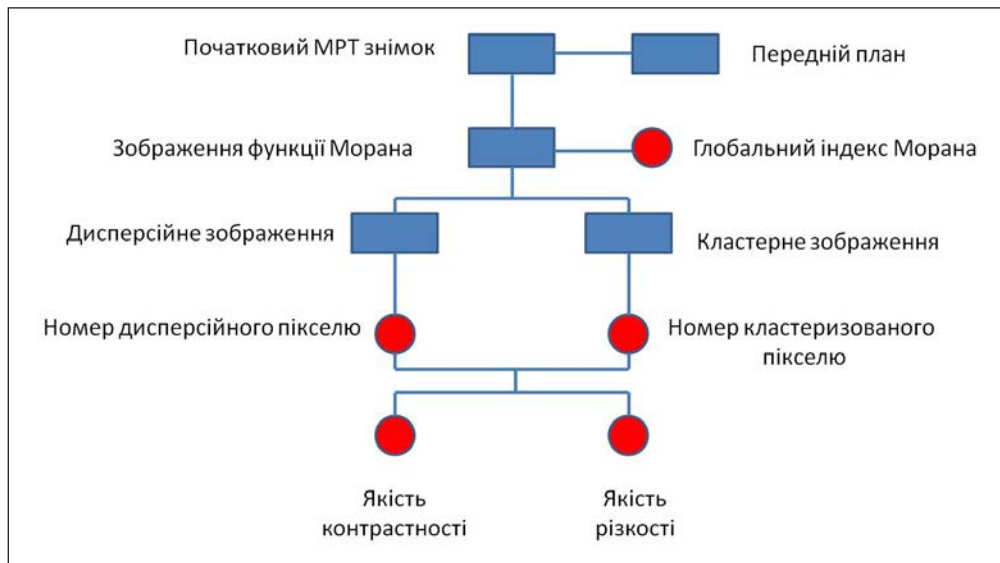 Початковий МРТ знімок
Передній план
Зображення функції Морана
Глобальний індекс Морана
Дисперсійне зображення
Кластерне зображення
Номер дисперсійного пікселю
Номер кластеризованого
пікселю
Якість
контрастності
Якість
різкості